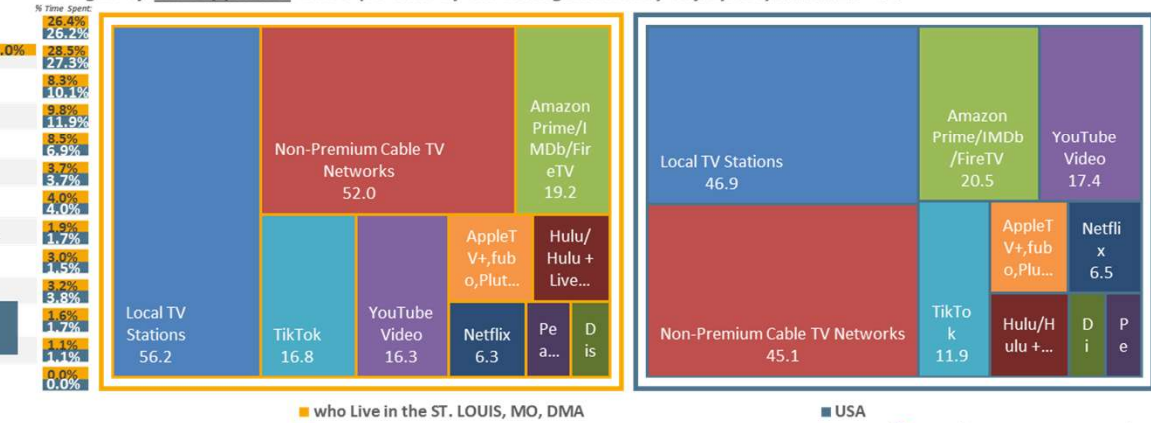 % Time Spent:
26.4%
26.2%
.0%
28.5%
27.3%
8.3%
10.1%
9.8%
11.9%
8.5%
6.9%
3.7%
3.7%
4.0%
4.0%
1.9%
1.7%
3.0%
1.5%
3.2%
3.8%
1.6%
1.7%
1.1%
1.1%
0.0%
0.0%
Local TV
Stations
56.2
Non-Premium Cable TV
Networks
52.0
Amazon
Prime/I
MDb/Fir
eTV
19.2
TikTok
16.8
YouTube
Video
16.3
AppleT
V+,fub
o,Plut...
Hulu/
Hulu +
Live...
Netflix
6.3
Pe
a...
D
is
Local TV Stations
46.9
Non-Premium Cable TV Networks
45.1
Amazon
Prime/IMDb
/FireTV
20.5
YouTube
Video
17.4
TikTo
k
11.9
AppleT
V+,fub
o,Plu...
Netfli
x
6.5
Hulu/H
ulu +...
D
i
P
e
who Live in the ST. LOUIS, MO, DMA
USA